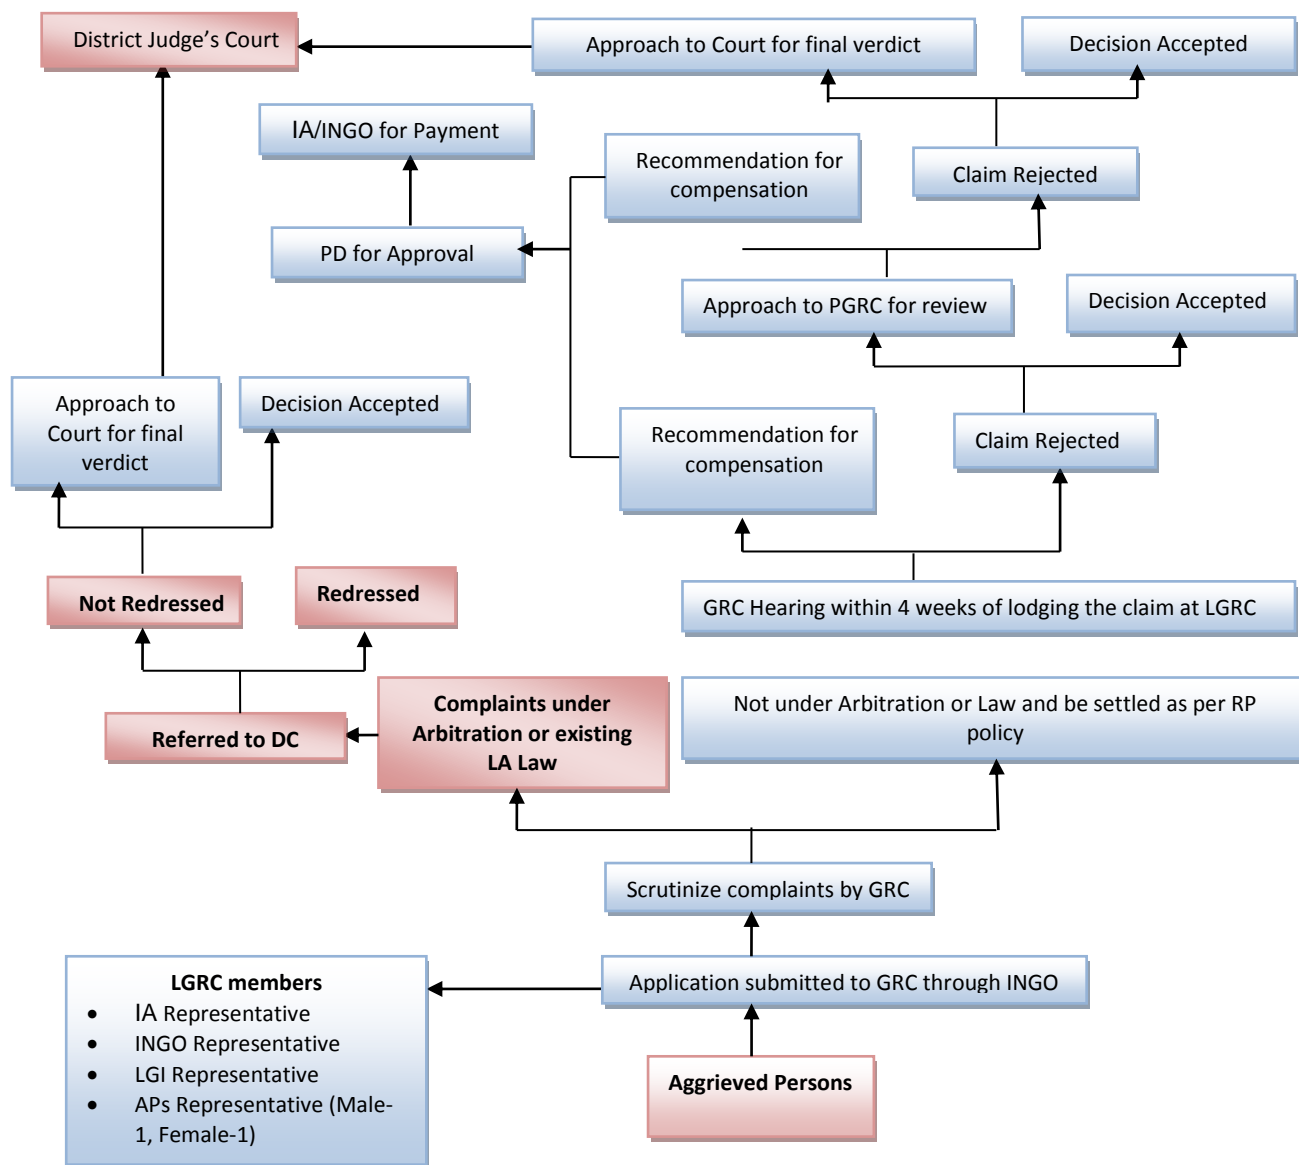 District Judge's Court
Approach to Court for final verdict
Decision Accepted
IA/INGO for Payment
Recommendation for
compensation
Claim Rejected
PD for Approval
Approach to PGRC for review
Decision Accepted
Approach to
Court for final
verdict
Decision Accepted
Recommendation for
compensation
Claim Rejected
Not Redressed
Redressed
GRC Hearing within 4 weeks of lodging the claim at LGRC
Complaints under
Arbitration or existing
LA Law
Not under Arbitration or Law and be settled as per RP
policy
Referred to DC
Scrutinize complaints by GRC
LGRC members
• IA Representative
• INGO Representative
• LGI Representative
• APs Representative (Male-
1, Female-1)
Application submitted to GRC through INGO
Aggrieved Persons